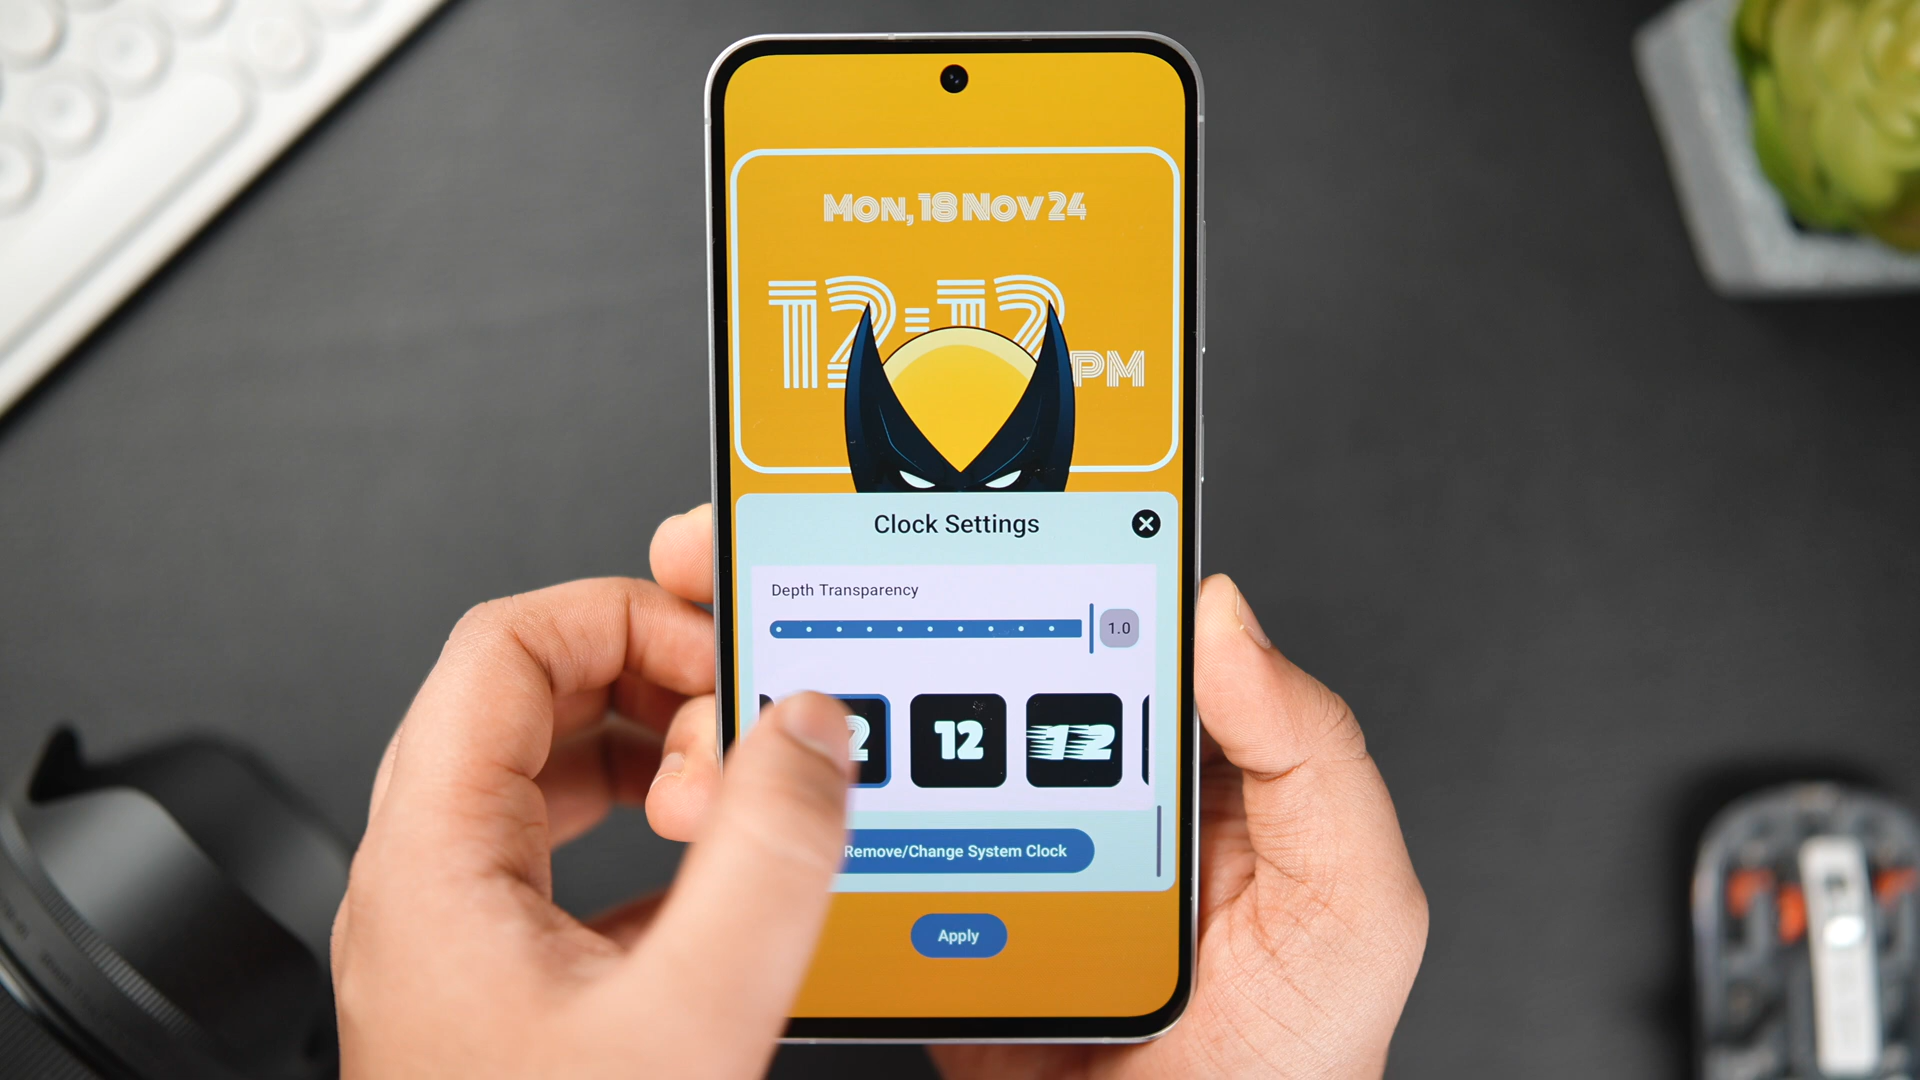 Mon, 18 Nov 24
12:12 PM
Clock Settings
Depth Transparency
1.0
12
12
Remove/Change System Clock
Apply